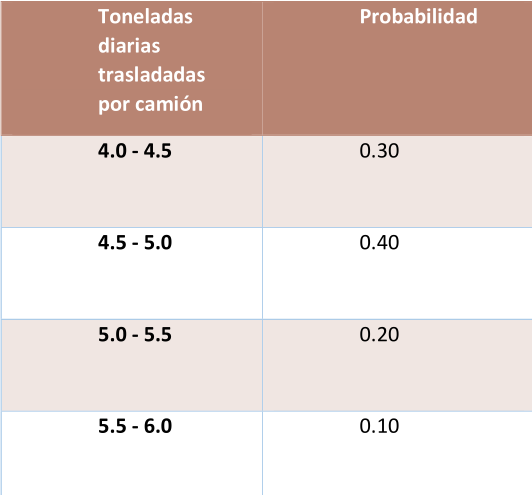 Toneladas
diarias
trasladadas
por camión
Probabilidad
4.0 - 4.5
0.30
4.5 - 5.0
0.40
5.0 - 5.5
0.20
5.5 - 6.0
0.10